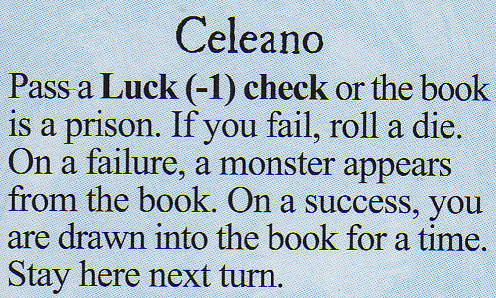 Celeano
Pass a Luck (-1) check or the book
is a prison. If you fail, roll a die.
On a failure, a monster appears
from the book. On a success, you
are drawn into the book for a time.
Stay here next turn.